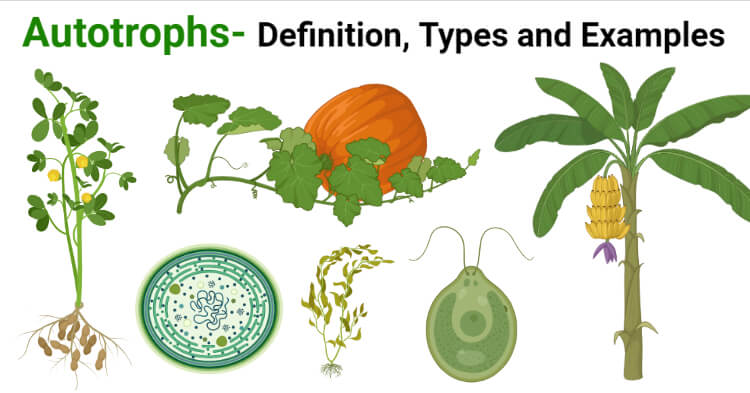 Autotrophs- Definition, Types and Examples